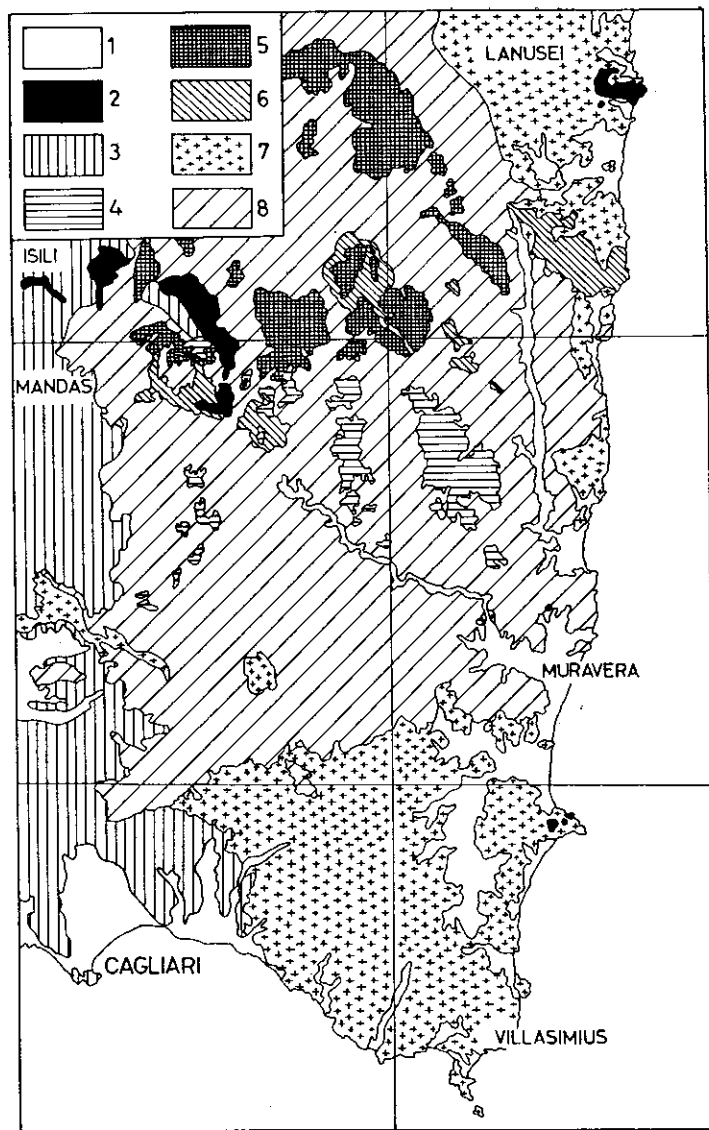 1 5
2 6
3 7
4 8
LANUSEI
ISILI
MANDAS
MURAVERA
CAGLIARI
VILLASIMIUS